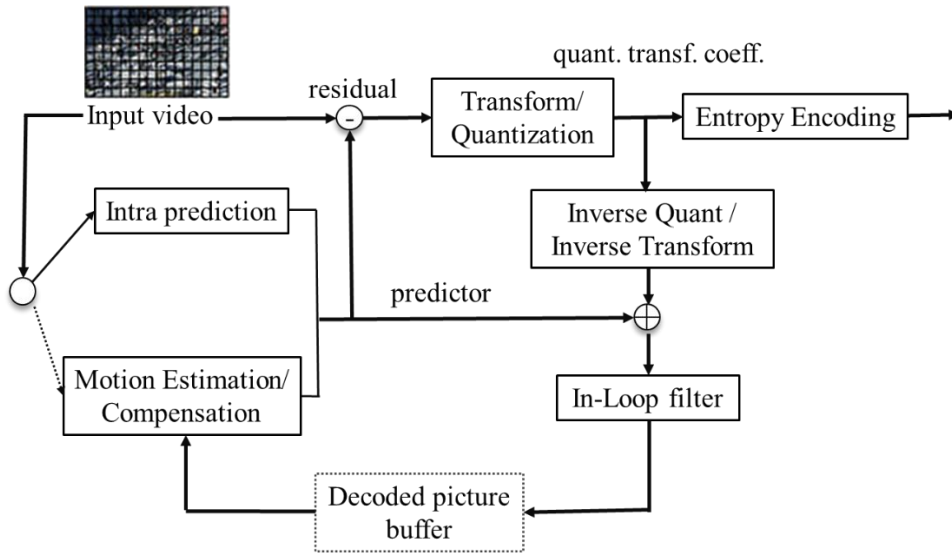 quant. transf. coeff.
residual
Input video
-
Transform/
Quantization
Entropy Encoding
Intra prediction
Inverse Quant /
Inverse Transform
predictor
Motion Estimation/
Compensation
In-Loop filter
Decoded picture
buffer